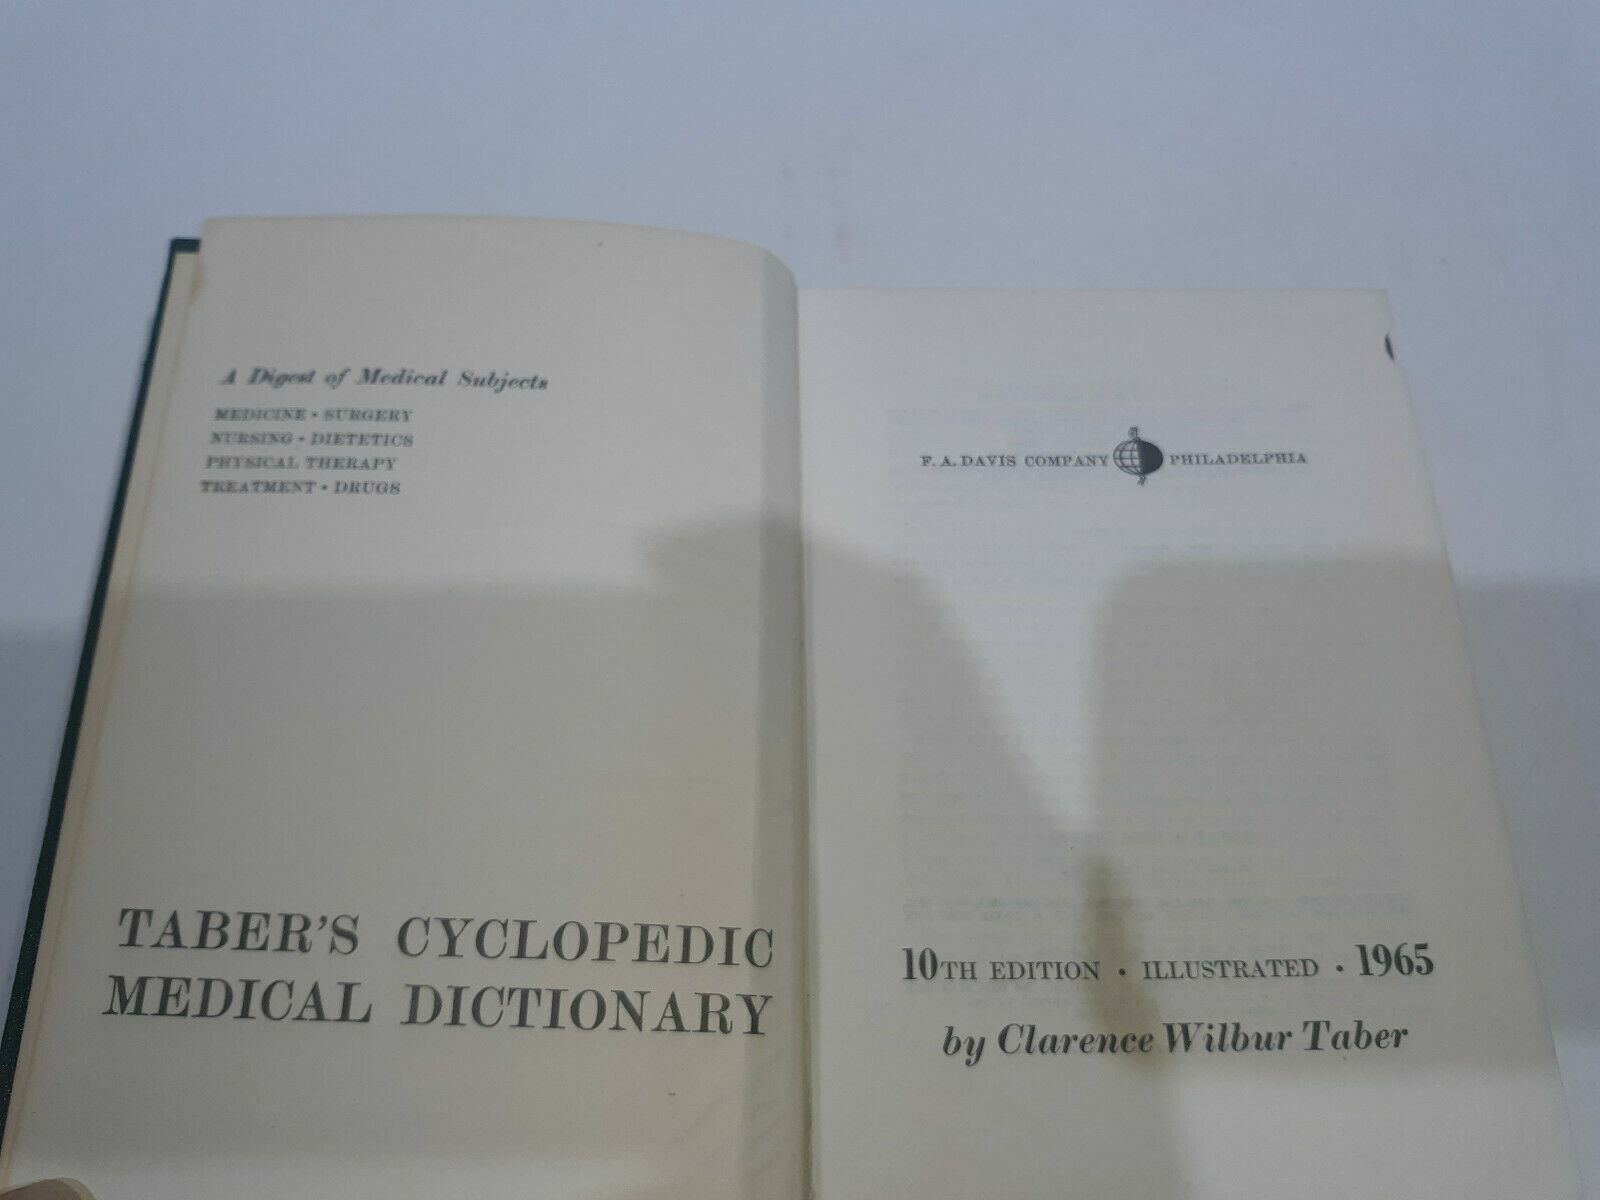 A Digest of Medical Subjects
MEDICINE • SURGERY
NURSING • DIETETICS
PHYSICAL THERAPY
TREATMENT • DRUGS
TABER'S CYCLOPEDIC
MEDICAL DICTIONARY
F. A. DAVIS COMPANY PHILADELPHIA
10TH EDITION • ILLUSTRATED • 1965
by Clarence Wilbur Taber